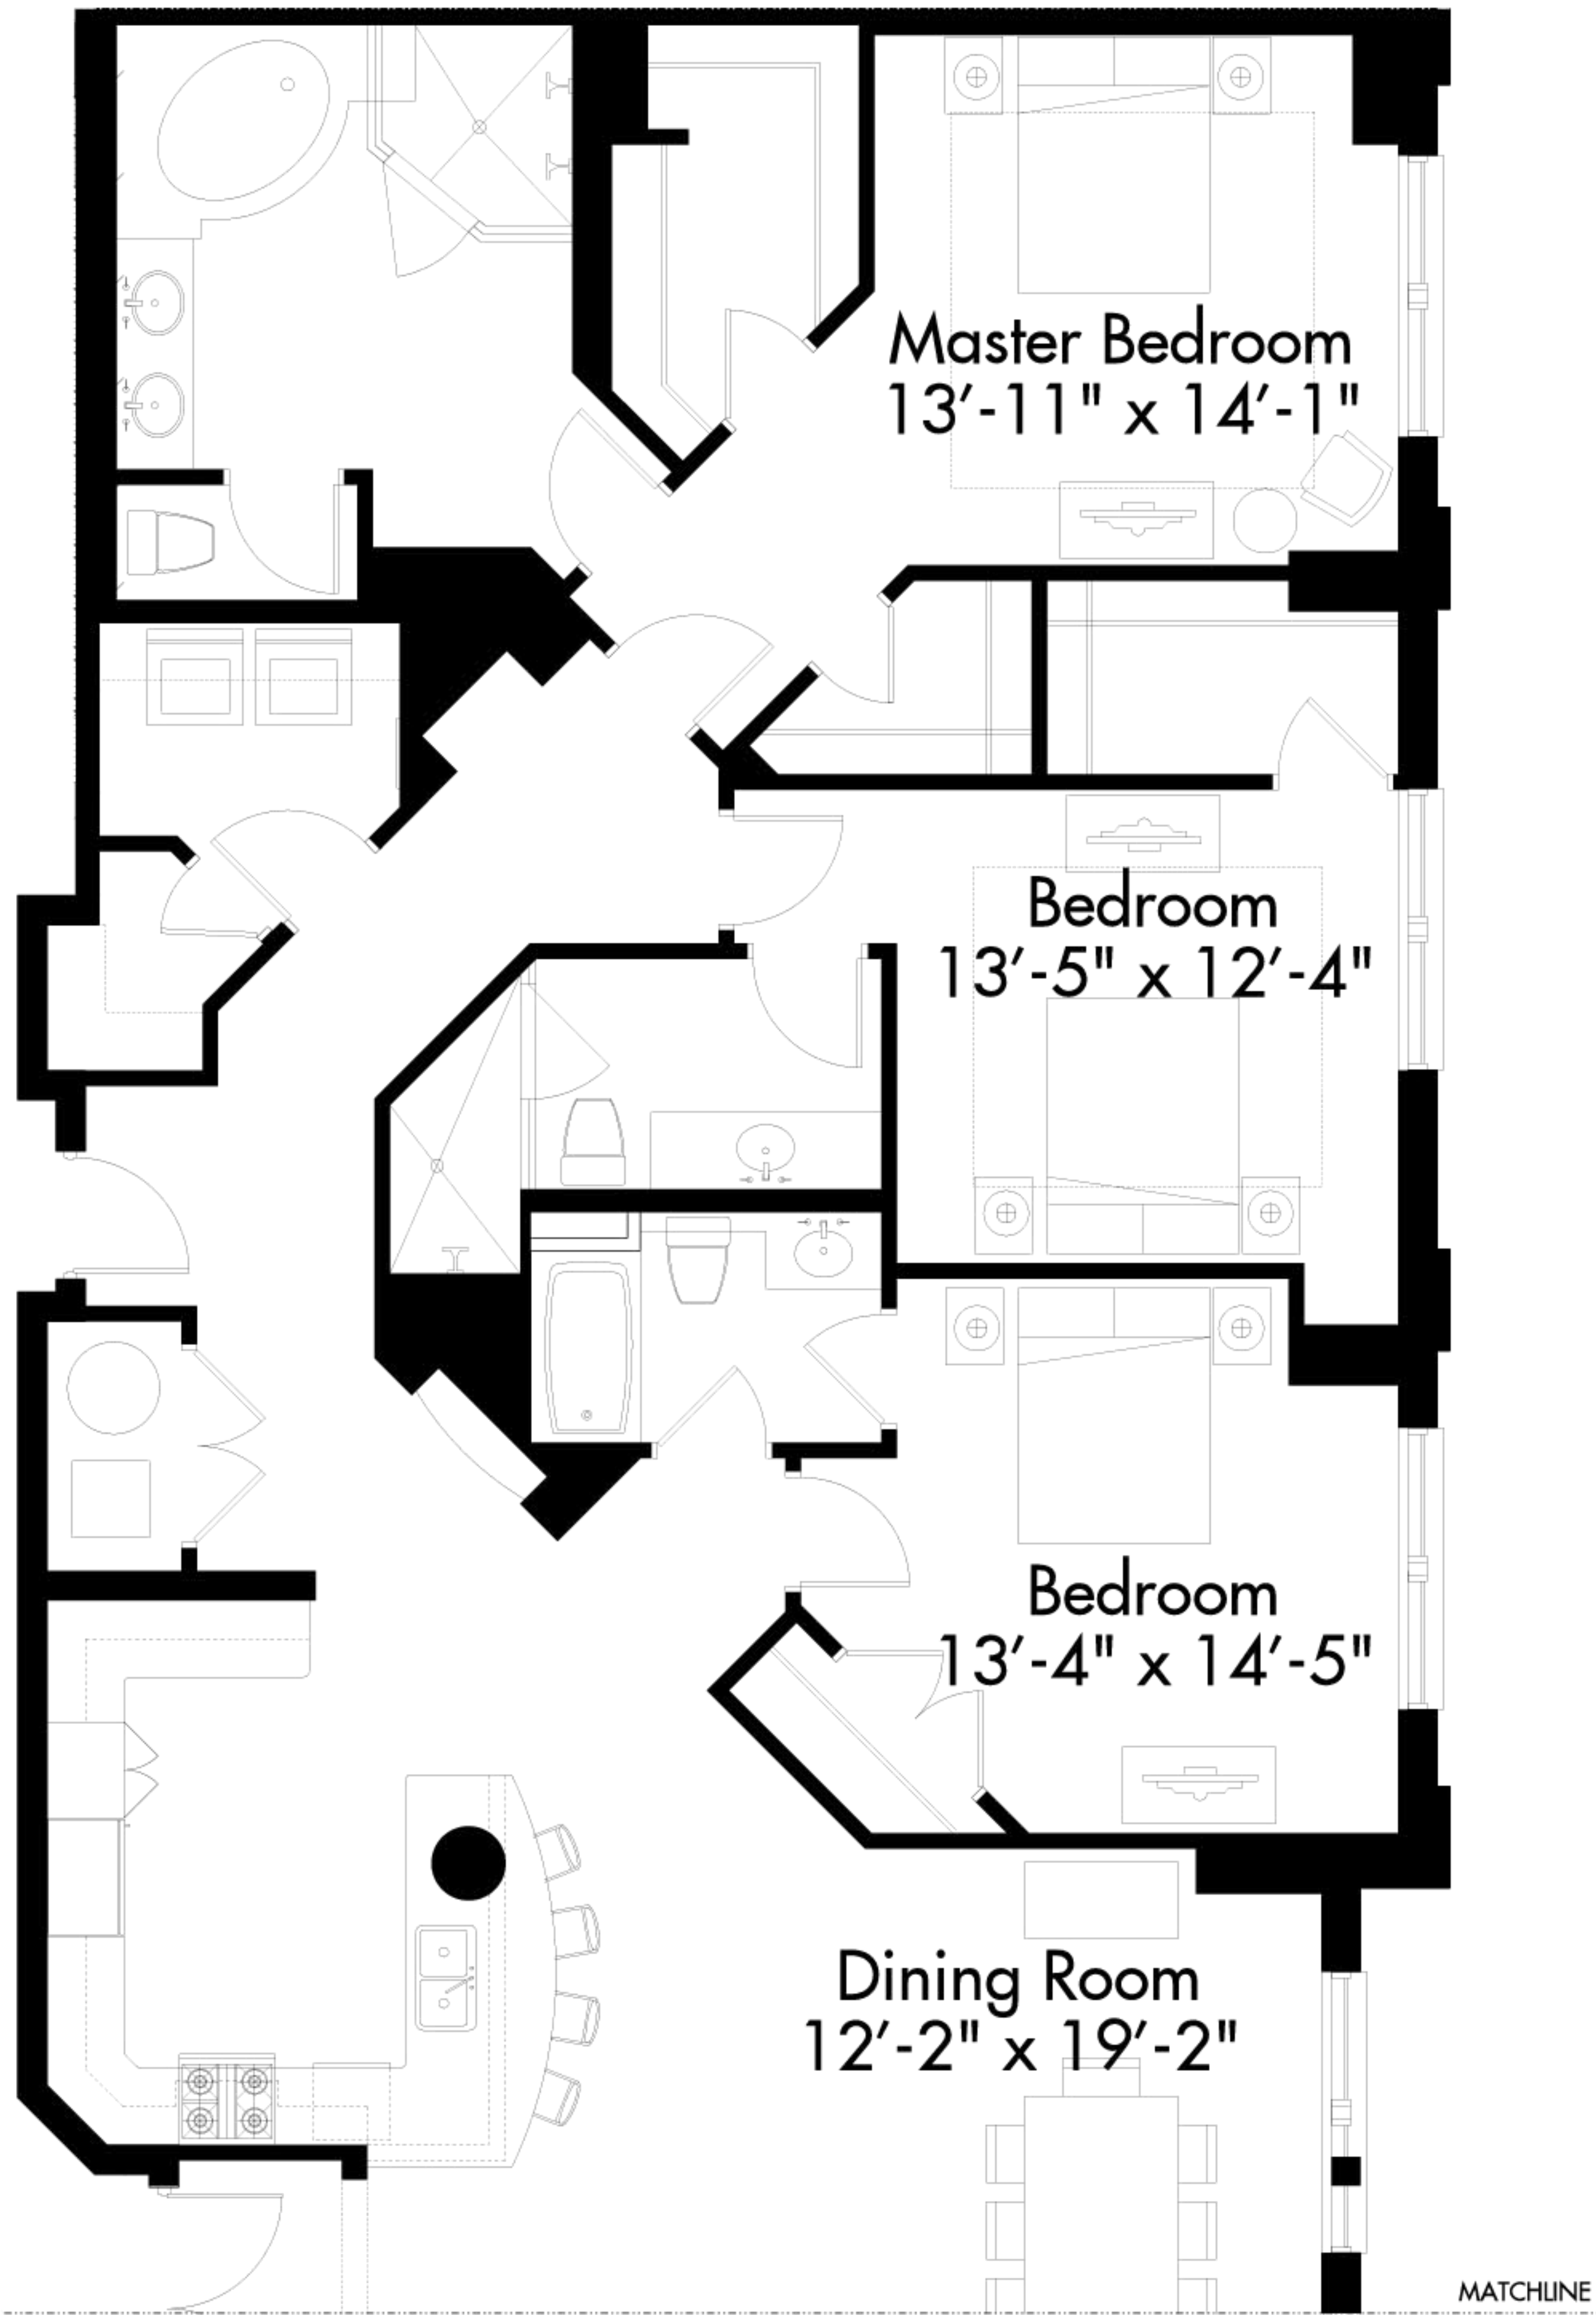 Master Bedroom
13'-11" x 14'-1"
Bedroom
13'-5" x 12'-4"
Bedroom
13'-4" x 14'-5"
Dining Room
12'-2" x 19'-2"
MATCHLINE